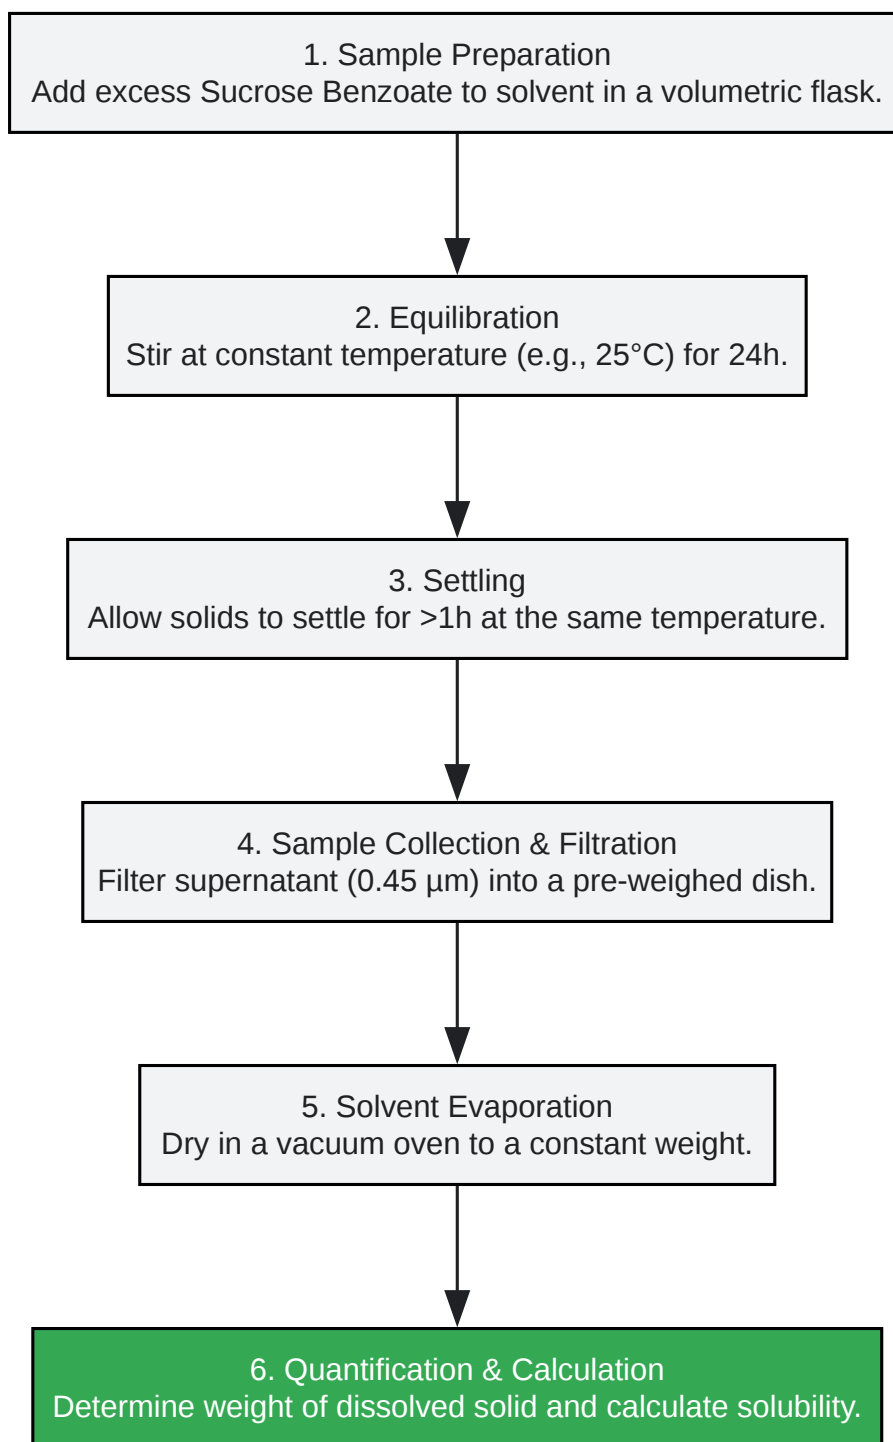 1. Sample Preparation
Add excess Sucrose Benzoate to solvent in a volumetric flask.
2. Equilibration
Stir at constant temperature (e.g., 25°C) for 24h.
3. Settling
Allow solids to settle for >1h at the same temperature.
4. Sample Collection & Filtration
Filter supernatant (0.45 µm) into a pre-weighed dish.
5. Solvent Evaporation
Dry in a vacuum oven to a constant weight.
6. Quantification & Calculation
Determine weight of dissolved solid and calculate solubility.